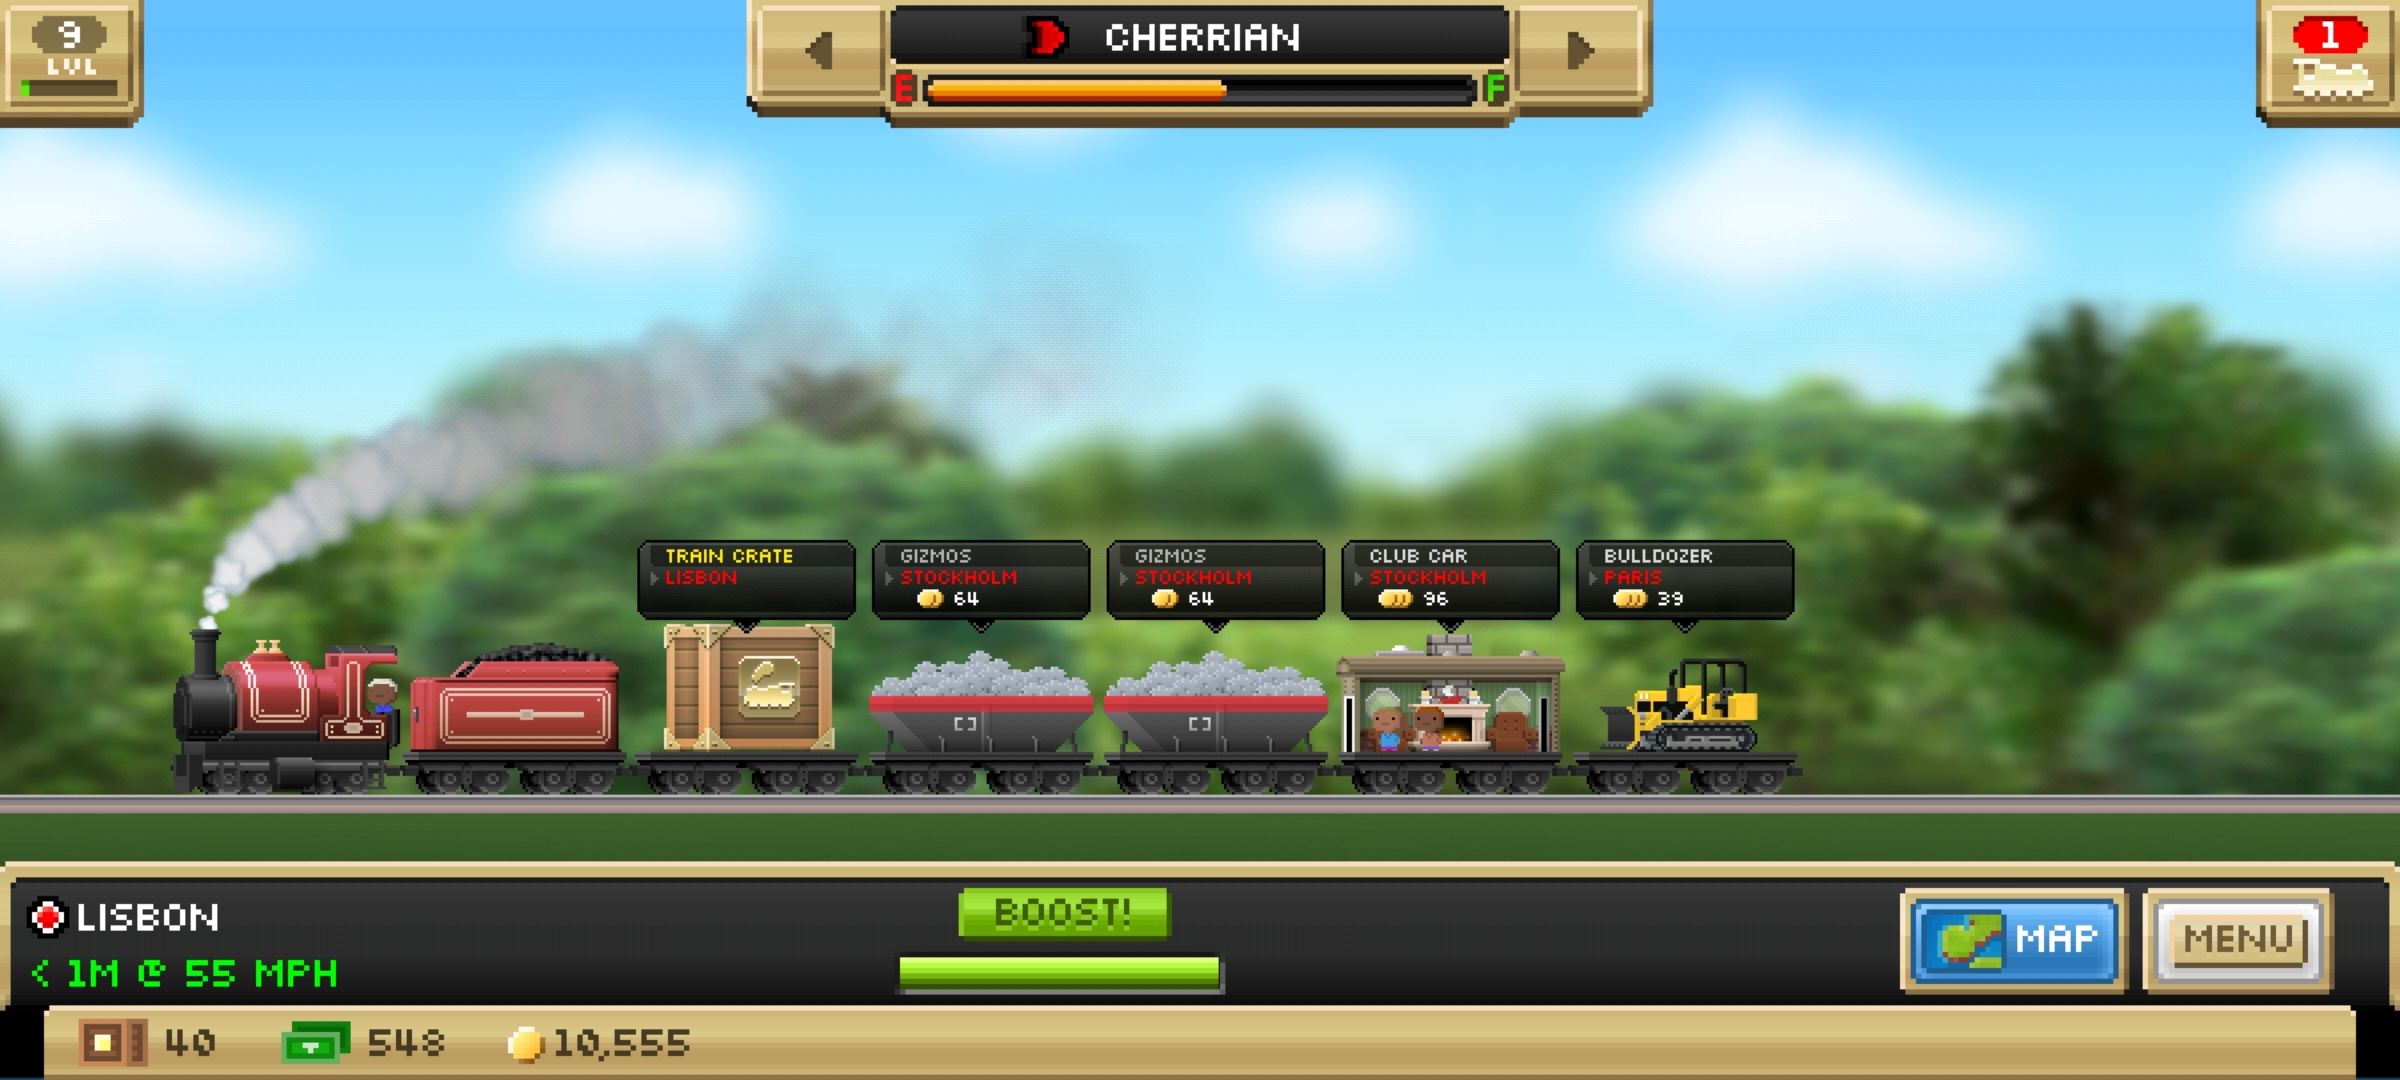 9
LVL
CHERRIAN
E
F
1
TRAIN CRATE
LISBON
GIZMOS
STOCKHOLM
64
GIZMOS
STOCKHOLM
64
CLUB CAR
STOCKHOLM
96
BULLDOZER
PARIS
39
LISBON
< 1M @ 55 MPH
BOOST!
MAP
MENU
40
548
10,555